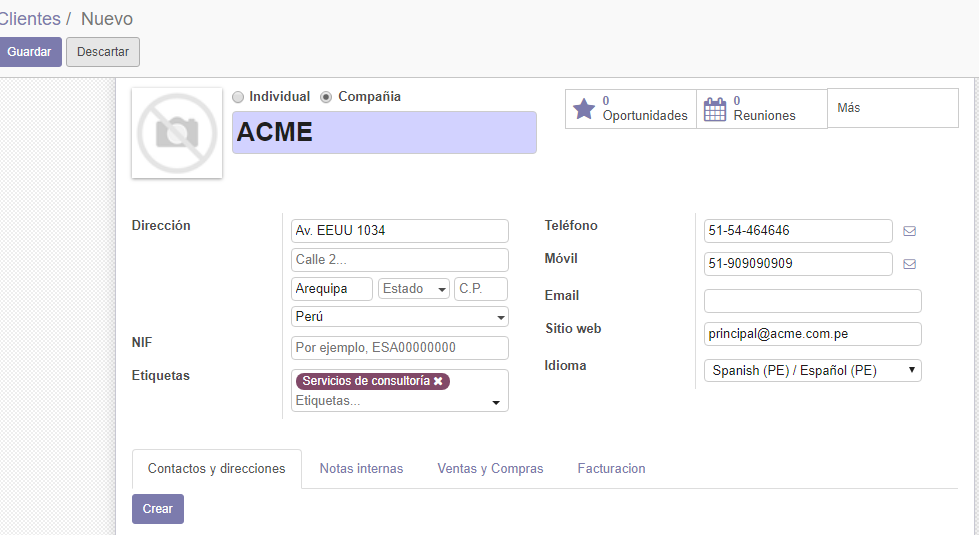 Clientes / Nuevo
Guardar Descartar
Individual Compañia
ACME
0 Oportunidades
0 Reuniones
Más
Dirección
Av. EEUU 1034
Calle 2...
Arequipa Estado C.P.
Perú
NIF
Por ejemplo, ESA00000000
Etiquetas
Servicios de consultoría ✖
Etiquetas...
Teléfono
51-54-464646
Móvil
51-909090909
Email
Sitio web
principal@acme.com.pe
Idioma
Spanish (PE) / Español (PE)
Contactos y direcciones Notas internas Ventas y Compras Facturacion
Crear